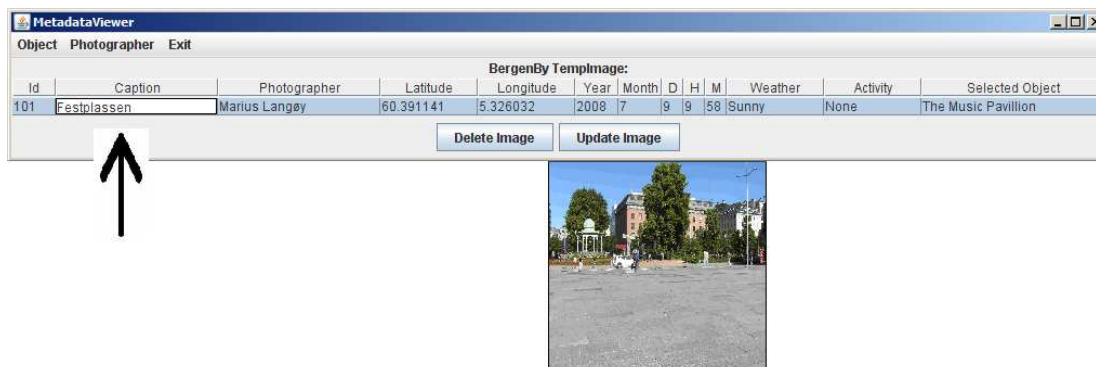 MetadataViewer
Object Photographer Exit
BergenBy TempImage:
Id Caption Photographer Latitude Longitude Year Month D H M Weather Activity Selected Object
101 Festplassen Marius Langøy 60.391141 5.326032 2008 7 9 9 58 Sunny None The Music Pavillion
Delete Image Update Image